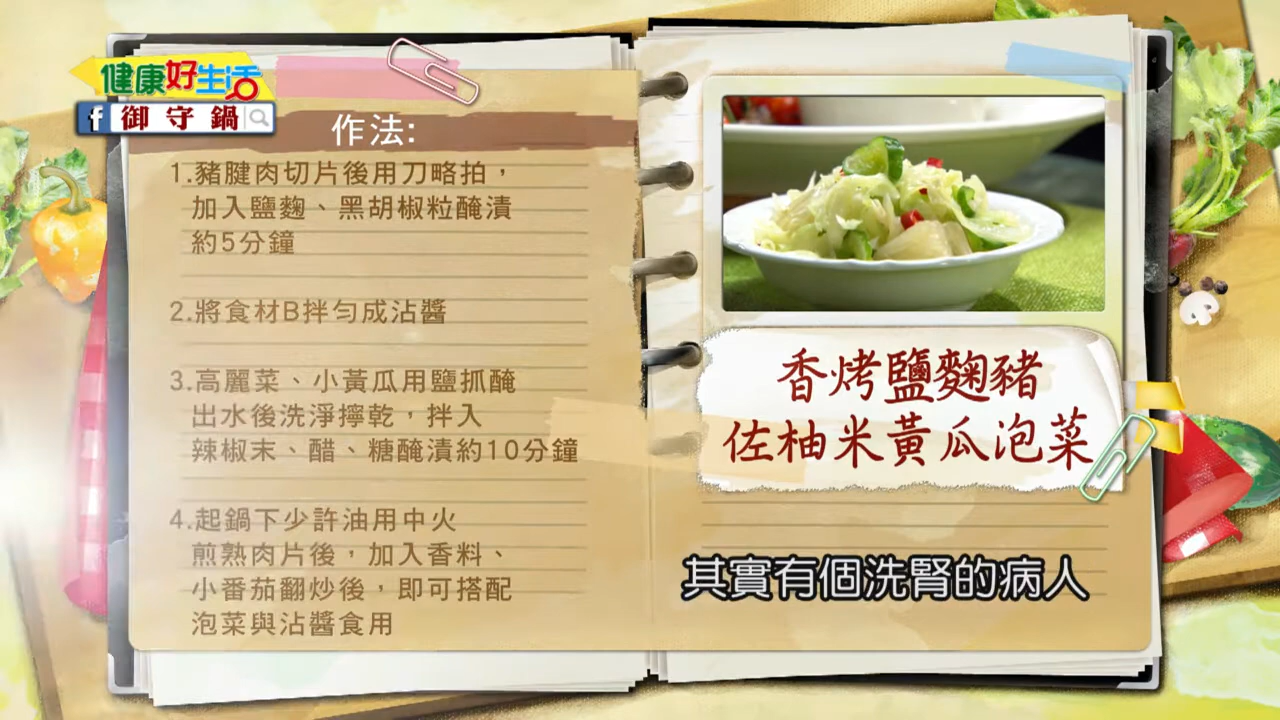 健康好生活
f 御守鍋
作法:
1.豬腱肉切片後用刀略拍，
加入鹽麴、黑胡椒粒醃漬
約5分鐘
2.將食材B拌勻成沾醬
3.高麗菜、小黃瓜用鹽抓醃
出水後洗淨擰乾，拌入
辣椒末、醋、糖醃漬約10分鐘
4.起鍋下少許油用中火
煎熟肉片後，加入香料、
小番茄翻炒後，即可搭配
泡菜與沾醬食用
香烤鹽麴豬
佐柚米黃瓜泡菜
其實有個洗腎的病人